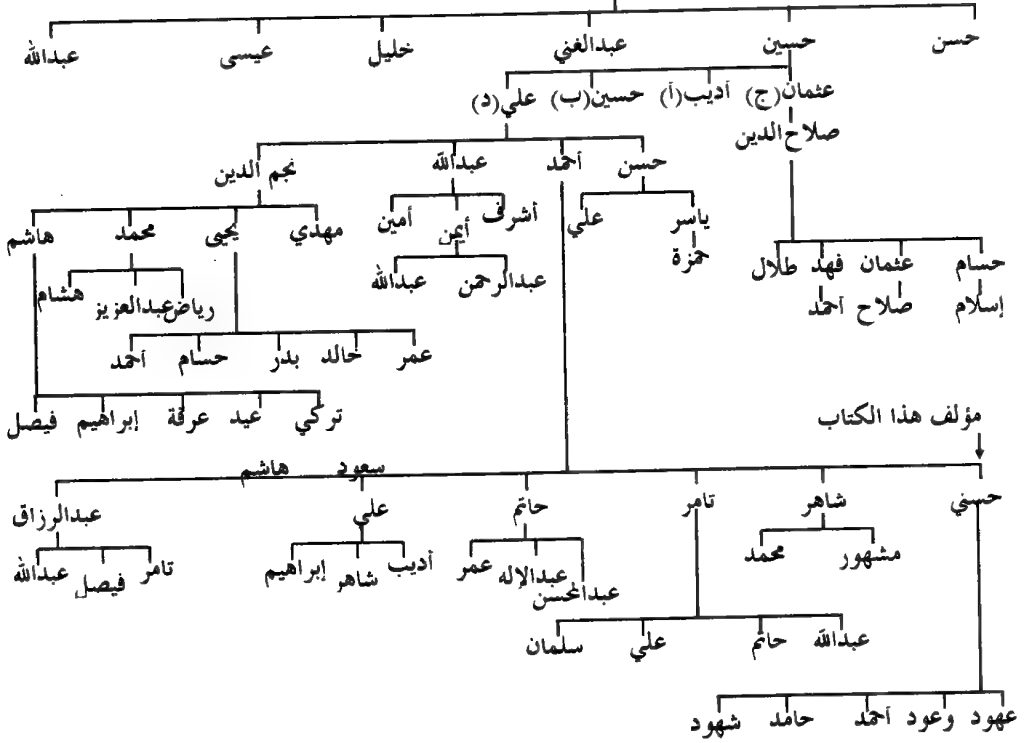 حسن حسين عبدالغني خليل عيسى عبدالله
عثمان (ج) أديب (أ) حسين (ب) علي (د)
صلاح الدين
حسن أحمد عبدالله نجم الدين
ياسر علي أشرف أيمن أمين مهدي يحيى محمد هاشم
حمزة
حسام عثمان فهد طلال
عبدالرحمن عبدالله رياض عبدالعزيز هشام
إسلام صلاح أحمد
عمر خالد بدر حسام أحمد
تركي عيد عرفة إبراهيم فيصل
مؤلف هذا الكتاب
سعود هاشم
حسني شاهر تامر حاتم علي عبدالرزاق
مشهور محمد
أديب شاهر إبراهيم
عبدالمحسن عبدالإله عمر
تامر فيصل عبدالله
عبدالله حاتم علي سلمان
عهود وعود أحمد حامد شهود